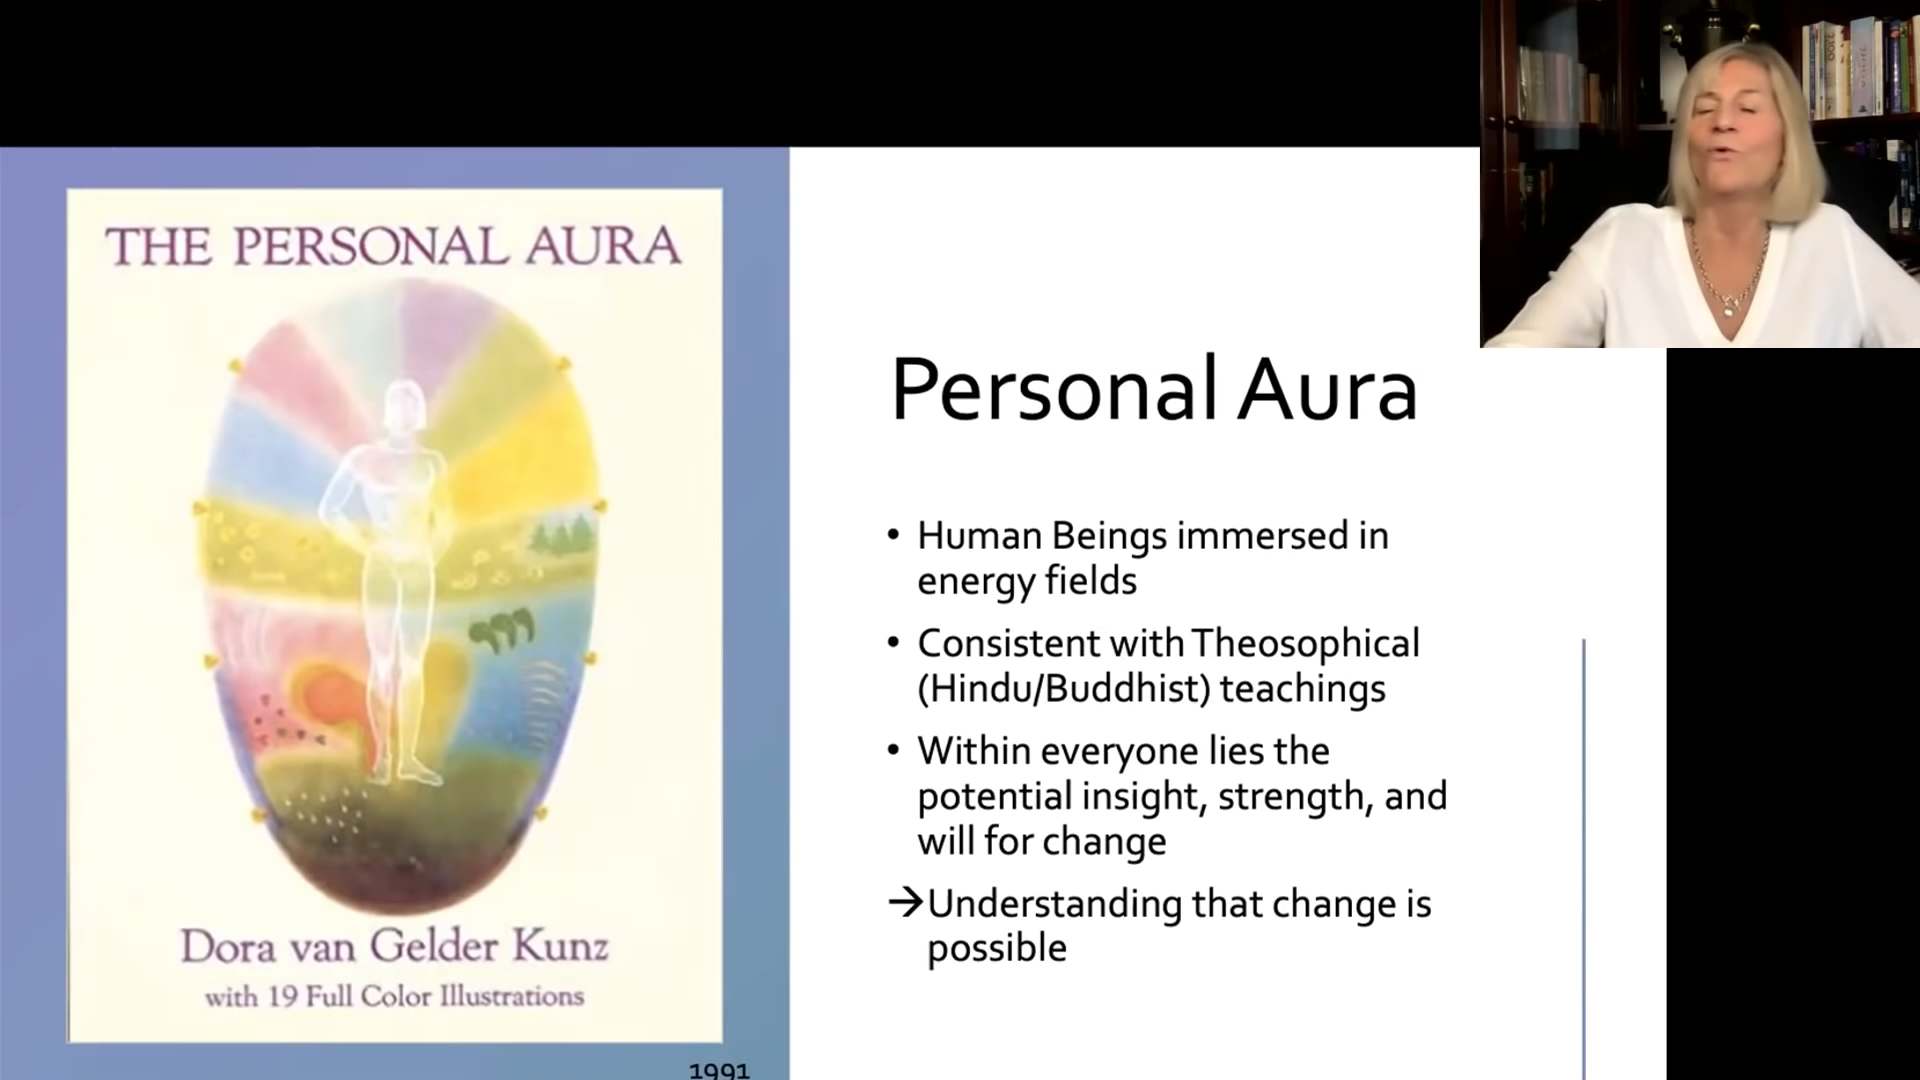 THE PERSONAL AURA
Dora van Gelder Kunz
with 19 Full Color Illustrations
1991
Personal Aura
• Human Beings immersed in
energy fields
• Consistent with Theosophical
(Hindu/Buddhist) teachings
• Within everyone lies the
potential insight, strength, and
will for change
→Understanding that change is
possible